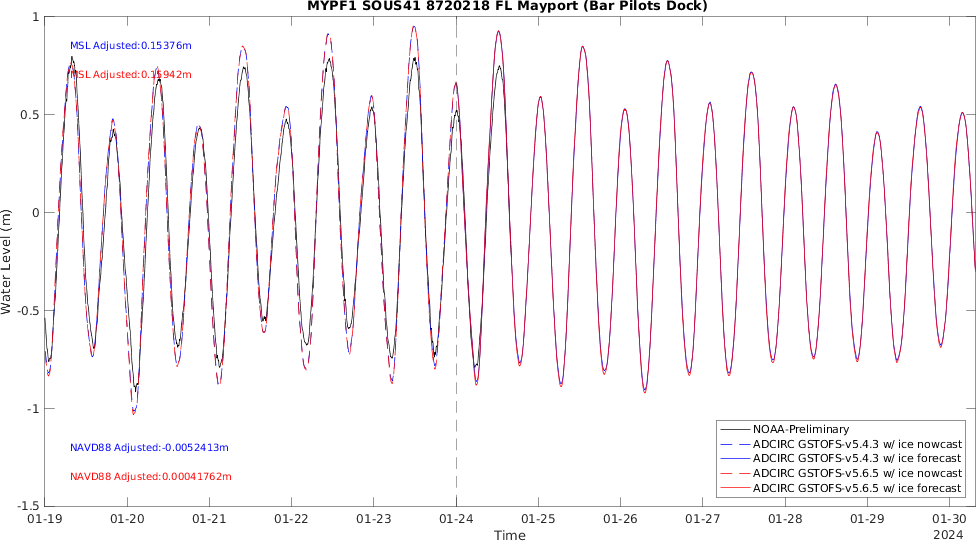 MYPF1 SOUS41 8720218 FL Mayport (Bar Pilots Dock)
1
MSL Adjusted:0.15376m
MSL Adjusted:0.15942m
0.5
0
Water Level (m)
-0.5
-1
NAVD88 Adjusted:-0.0052413m
NAVD88 Adjusted:0.00041762m
-1.5
NOAA-Preliminary
ADCIRC GSTOFS-v5.4.3 w/ ice nowcast
ADCIRC GSTOFS-v5.4.3 w/ ice forecast
ADCIRC GSTOFS-v5.6.5 w/ ice nowcast
ADCIRC GSTOFS-v5.6.5 w/ ice forecast
01-19 01-20 01-21 01-22 01-23 01-24 01-25 01-26 01-27 01-28 01-29 01-30
Time 2024